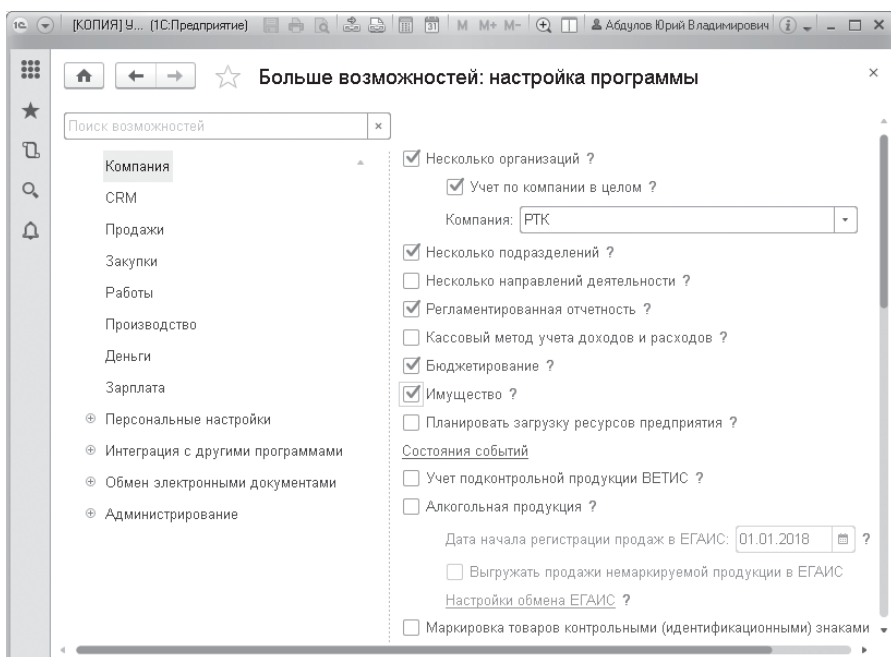 [КОПИЯ] У... (1С:Предприятие) 31 M M+ M- Абдулов Юрий Владимирович
Больше возможностей: настройка программы
Поиск возможностей
Компания
CRM
Продажи
Закупки
Работы
Производство
Деньги
Зарплата
Персональные настройки
Интеграция с другими программами
Обмен электронными документами
Администрирование
Несколько организаций ?
Учет по компании в целом ?
Компания: РТК
Несколько подразделений ?
Несколько направлений деятельности ?
Регламентированная отчетность ?
Кассовый метод учета доходов и расходов ?
Бюджетирование ?
Имущество ?
Планировать загрузку ресурсов предприятия ?
Состояния событий
Учет подконтрольной продукции ВЕТИС ?
Алкогольная продукция ?
Дата начала регистрации продаж в ЕГАИС: 01.01.2018 ?
Выгружать продажи немаркируемой продукции в ЕГАИС
Настройки обмена ЕГАИС ?
Маркировка товаров контрольными (идентификационными) знаками